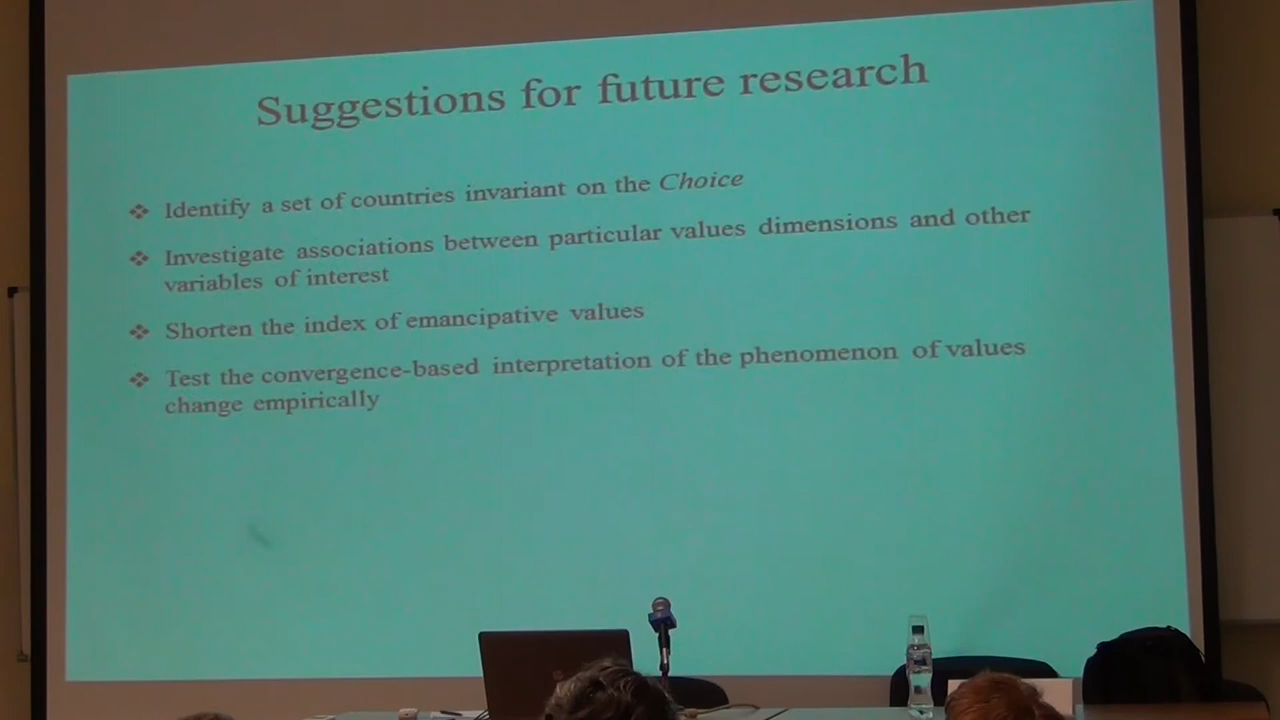 Suggestions for future research
❖ Identify a set of countries invariant on the Choice
❖ Investigate associations between particular values dimensions and other
variables of interest
❖ Shorten the index of emancipative values
❖ Test the convergence-based interpretation of the phenomenon of values
change empirically